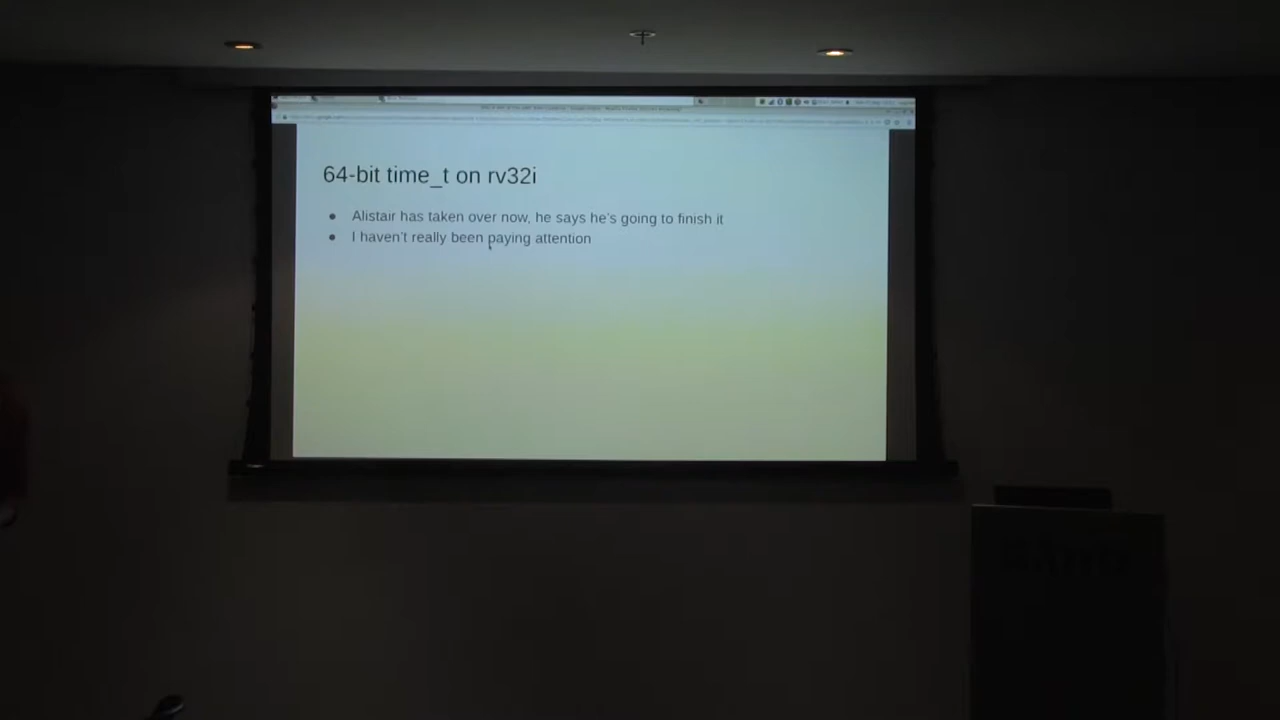 64-bit time_t on rv32i
● Alistair has taken over now, he says he's going to finish it
● I haven't really been paying attention